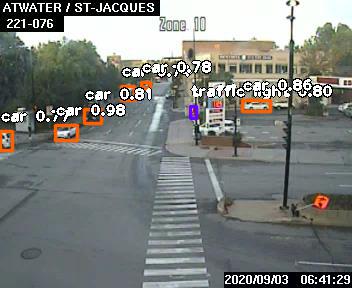 ATWATER / ST-JACQUES
221-076
Zone 10
car 0.78
car 0.86
car 0.81
traffic light 0.80
car 0.98
car 0.77
2020/09/03 06:41:29